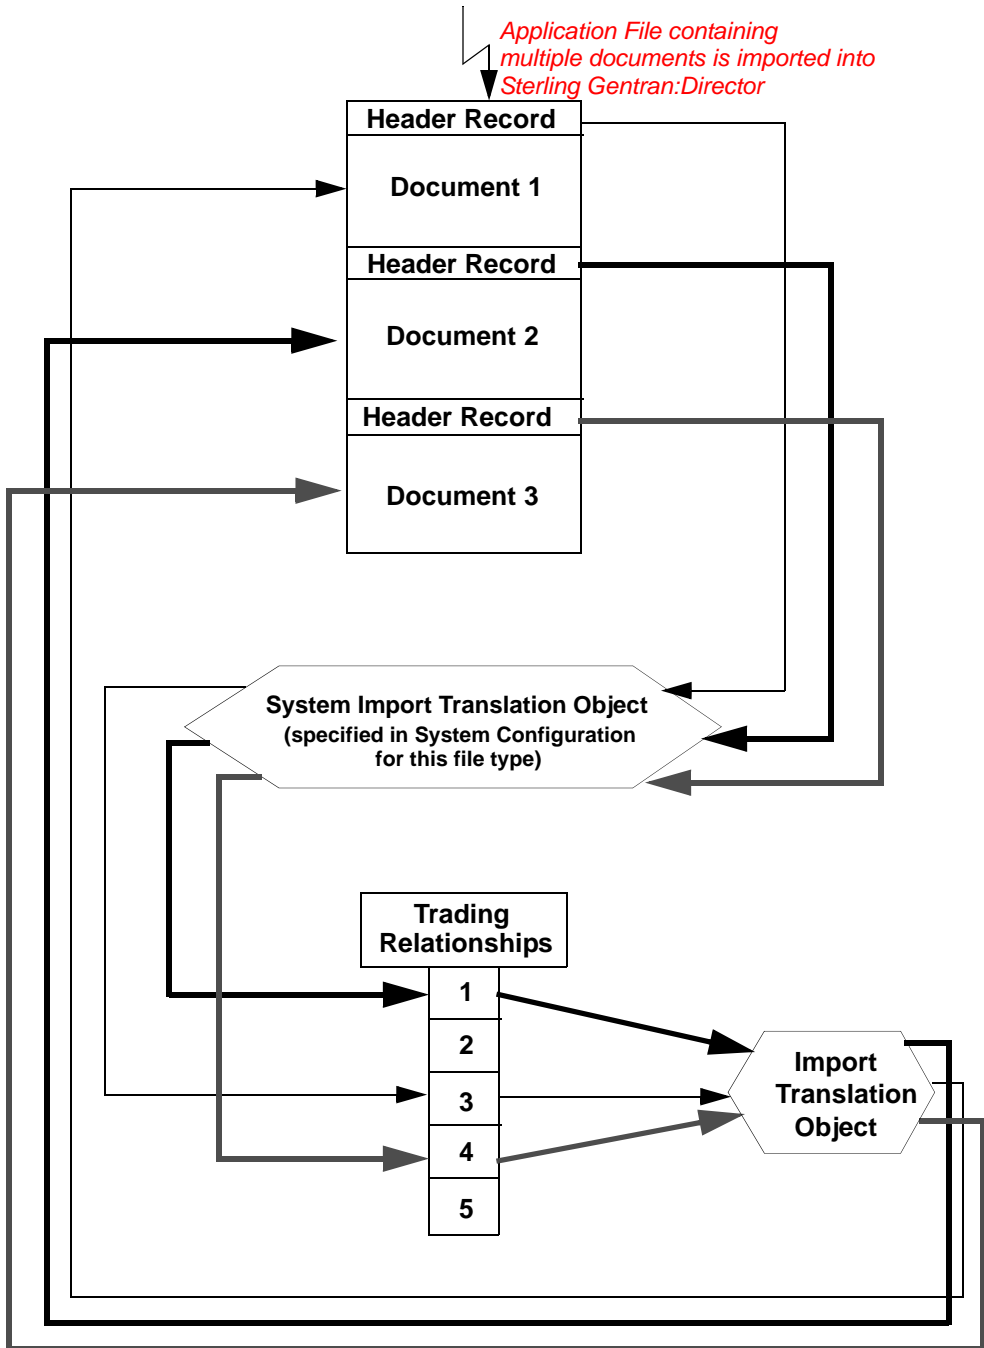 Application File containing
multiple documents is imported into
Sterling Gentran:Director
Header Record
Document 1
Header Record
Document 2
Header Record
Document 3
System Import Translation Object
(specified in System Configuration
for this file type)
Trading
Relationships
1
2
3
4
5
Import
Translation
Object